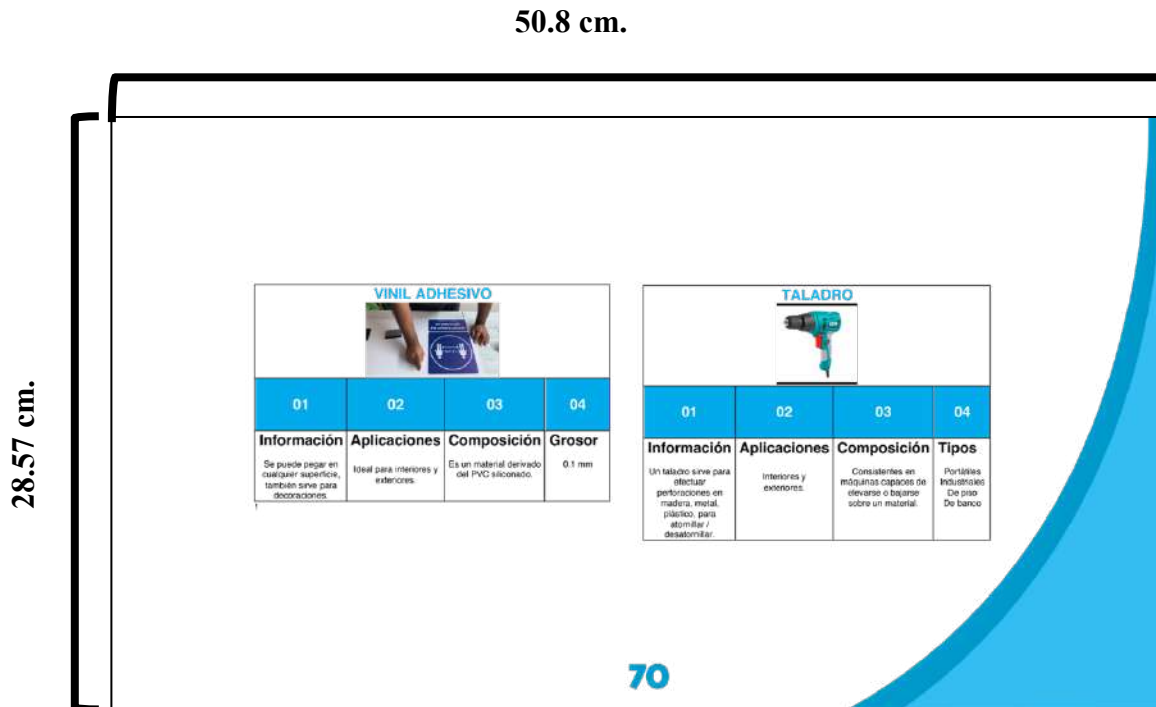 50.8 cm.
28.57 cm.
VINIL ADHESIVO
01 02 03 04
Información Aplicaciones Composición Grosor
Se puede pegar en
cualquier superficie,
también sirve para
decoraciones.
Ideal para interiores y
exteriores.
Es un material derivado
del PVC siliconado.
0.1 mm
TALADRO
01 02 03 04
Información Aplicaciones Composición Tipos
Un taladro sirve para
efectuar
perforaciones en
madera, metal,
plástico, para
atornillar /
desatornillar.
Interiores y
exteriores.
Consistentes en
máquinas capaces de
elevarse o bajarse
sobre un material.
Portátiles
Industriales
De piso
De banco
70